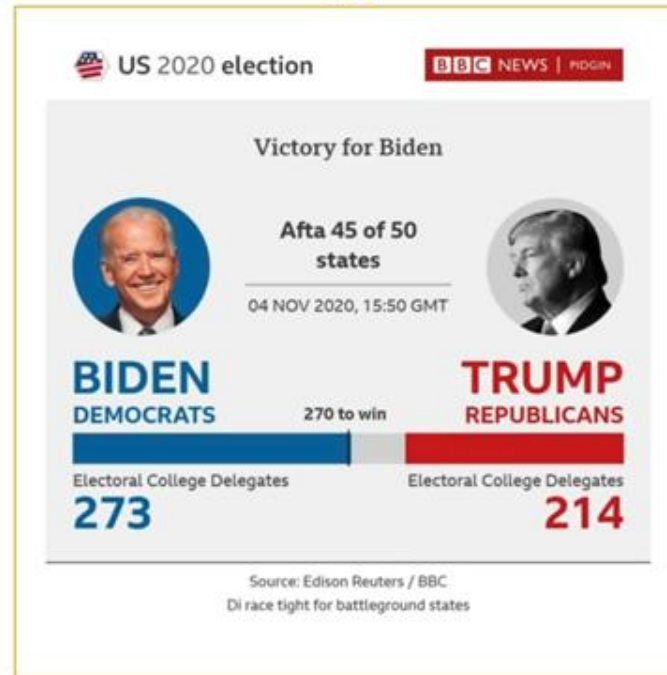 US 2020 election
BBC NEWS | PIDGIN
Victory for Biden
Afta 45 of 50
states
04 NOV 2020, 15:50 GMT
BIDEN
DEMOCRATS
TRUMP
REPUBLICANS
270 to win
Electoral College Delegates
273
Electoral College Delegates
214
Source: Edison Reuters / BBC
Di race tight for battleground states